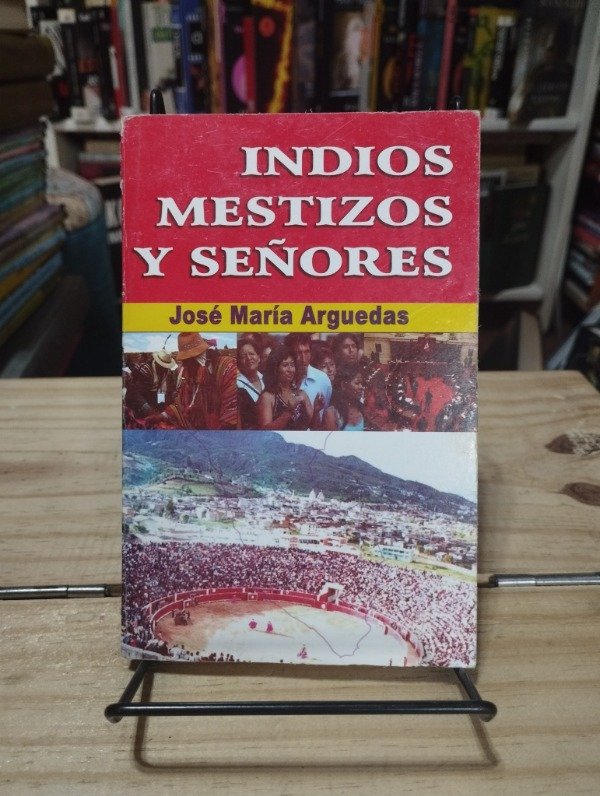 INDIOS
MESTIZOS
Y SEÑORES
José María Arguedas